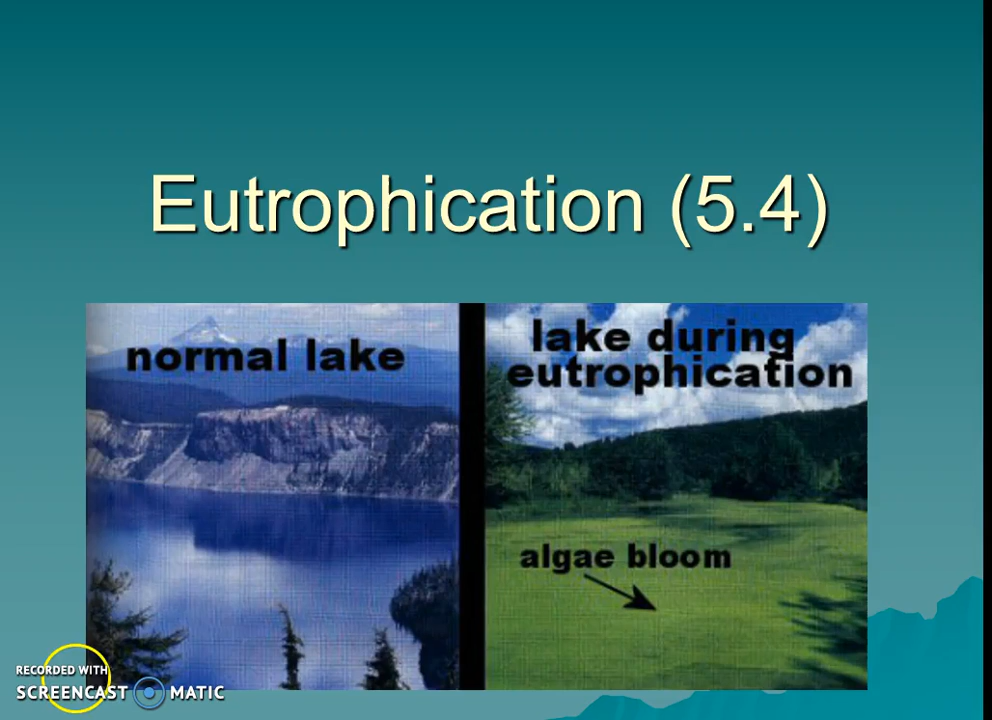 Eutrophication (5.4)
normal lake
lake during
eutrophication
algae bloom
RECORDED WITH
SCREENCAST MATIC